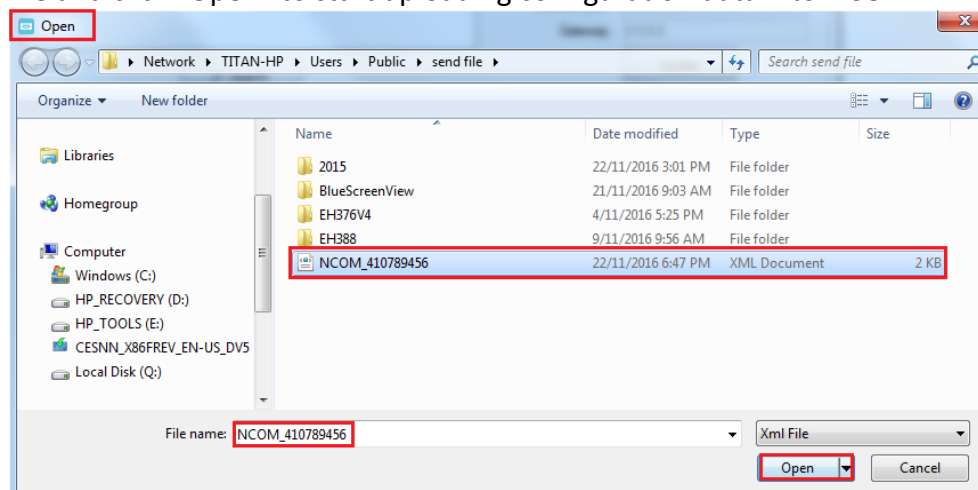 Open
Network ▸ TITAN-HP ▸ Users ▸ Public ▸ send file ▸
Search send file
Organize
New folder
Name Date modified Type Size
Libraries
Homegroup
Computer
Windows (C:)
HP_RECOVERY (D:)
HP_TOOLS (E:)
CESNN_X86FREV_EN-US_DV5
Local Disk (Q:)
2015 22/11/2016 3:01 PM File folder
BlueScreenView 21/11/2016 9:03 AM File folder
EH376V4 4/11/2016 5:25 PM File folder
EH388 9/11/2016 9:56 AM File folder
NCOM_410789456 22/11/2016 6:47 PM XML Document 2 KB
File name: NCOM_410789456
Xml File
Open Cancel